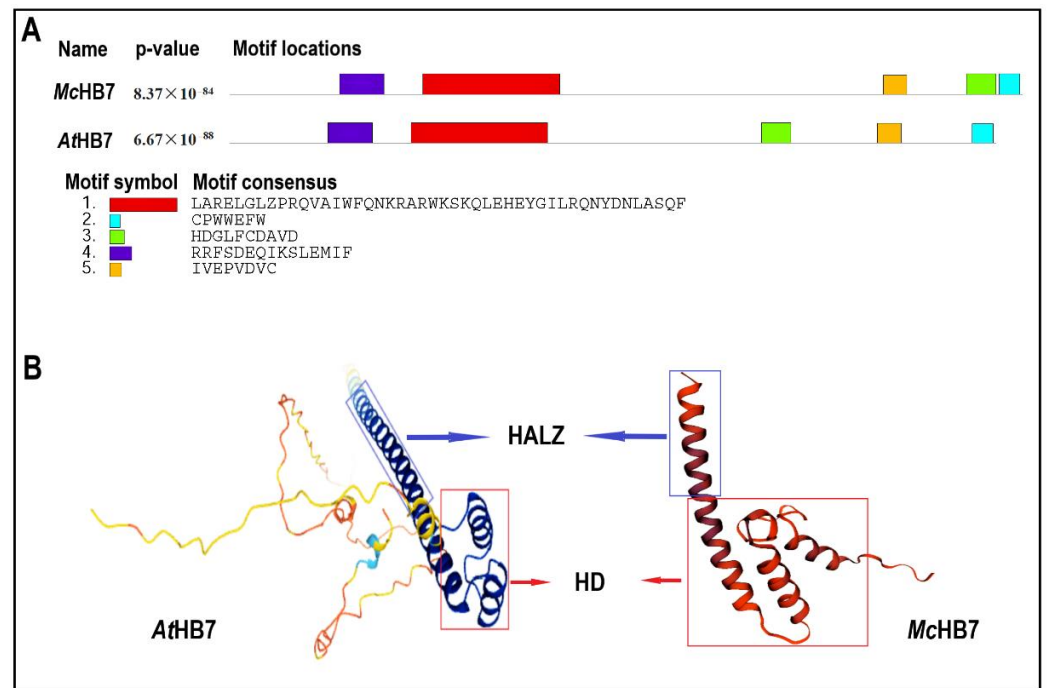 A
Name p-value Motif locations
McHB7 8.37×10⁻⁸⁴
AtHB7 6.67×10⁻⁸⁸
Motif symbol Motif consensus
1. LARELGLZPRQVAIWFQNKRARWKSKQLEHEYGILRQNYDNLASQF
2. CPWWEFW
3. HDGLFCDAVD
4. RRFSDEQIKSLEMIF
5. IVEPVDVC
B
HALZ
HD
AtHB7 McHB7